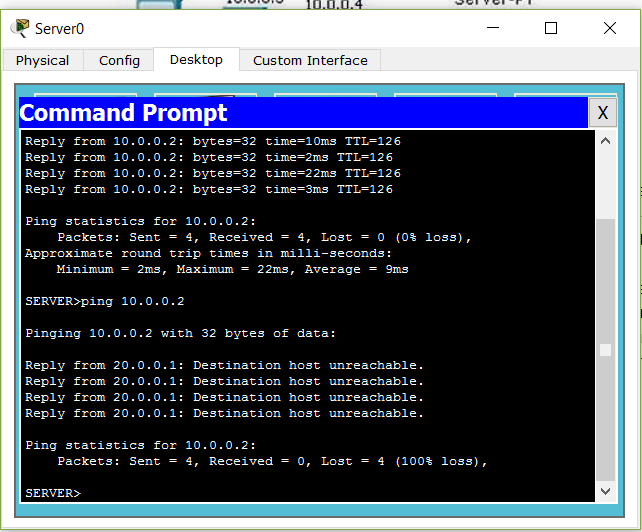 10.0.0.4
Server-PT
Server0
Physical Config Desktop Custom Interface
Command Prompt X
Reply from 10.0.0.2: bytes=32 time=10ms TTL=126
Reply from 10.0.0.2: bytes=32 time=2ms TTL=126
Reply from 10.0.0.2: bytes=32 time=22ms TTL=126
Reply from 10.0.0.2: bytes=32 time=3ms TTL=126
Ping statistics for 10.0.0.2:
Packets: Sent = 4, Received = 4, Lost = 0 (0% loss),
Approximate round trip times in milli-seconds:
Minimum = 2ms, Maximum = 22ms, Average = 9ms
SERVER>ping 10.0.0.2
Pinging 10.0.0.2 with 32 bytes of data:
Reply from 20.0.0.1: Destination host unreachable.
Reply from 20.0.0.1: Destination host unreachable.
Reply from 20.0.0.1: Destination host unreachable.
Reply from 20.0.0.1: Destination host unreachable.
Ping statistics for 10.0.0.2:
Packets: Sent = 4, Received = 0, Lost = 4 (100% loss),
SERVER>